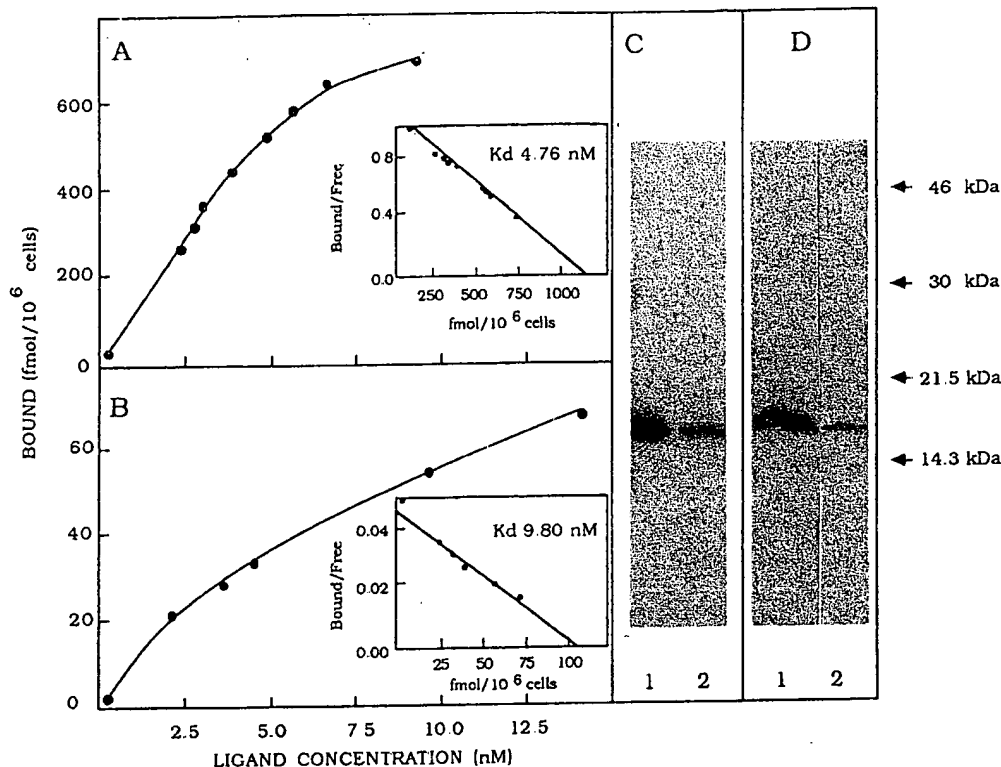 A
BOUND (fmol/10 6 cells)
600
400
200
0
Kd 4.76 nM
Bound/Free
0.8
0.4
0.0
250 500 750 1000
fmol/10 6 cells
B
60
40
20
0
Kd 9.80 nM
Bound/Free
0.04
0.02
0.00
25 50 75 100
fmol/10 6 cells
2.5 5.0 7 5 10.0 12.5
LIGAND CONCENTRATION (nM)
C D
46 kDa
30 kDa
21.5 kDa
14.3 kDa
1 2 1 2